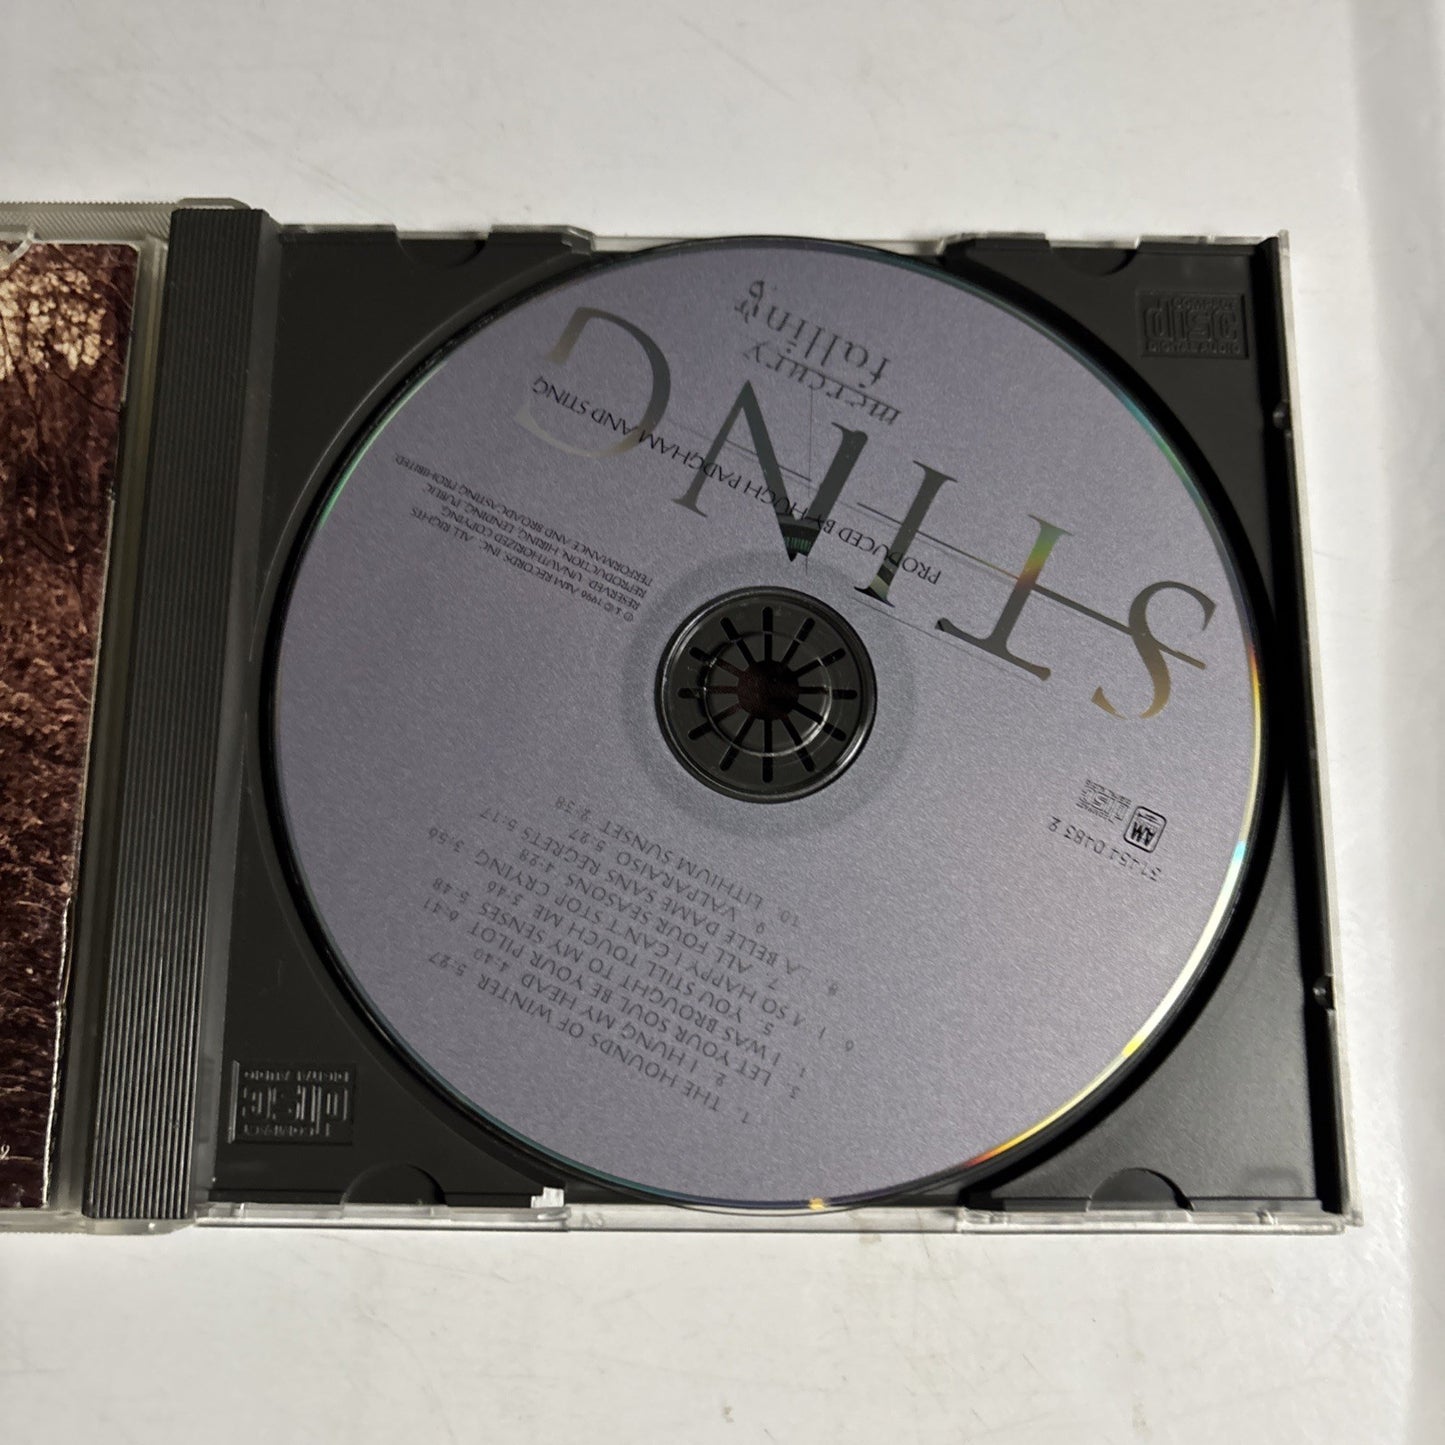 STING
mercury
falling
PRODUCED BY HUGH PADGHAM AND STING
℗ & © 1996 A&M RECORDS, INC. ALL RIGHTS
RESERVED. UNAUTHORIZED COPYING,
REPRODUCTION, HIRING, LENDING, PUBLIC
PERFORMANCE AND BROADCASTING PROHIBITED.
AM
COMPACT
disc
DIGITAL AUDIO
31454 0483 2
1. THE HOUNDS OF WINTER 5:27
2. I HUNG MY HEAD 4:40
3. LET YOUR SOUL BE YOUR PILOT 6:41
I WAS BROUGHT TO MY SENSES 5:48
5. YOU STILL TOUCH ME 3:46
6. I'M SO HAPPY I CAN'T STOP CRYING 3:56
7. ALL FOUR SEASONS 4:28
8. LA BELLE DAME SANS REGRETS 5:17
9. VALPARAISO 5:27
10. LITHIUM SUNSET 2:38
COMPACT
disc
DIGITAL AUDIO
COMPACT
disc
DIGITAL AUDIO